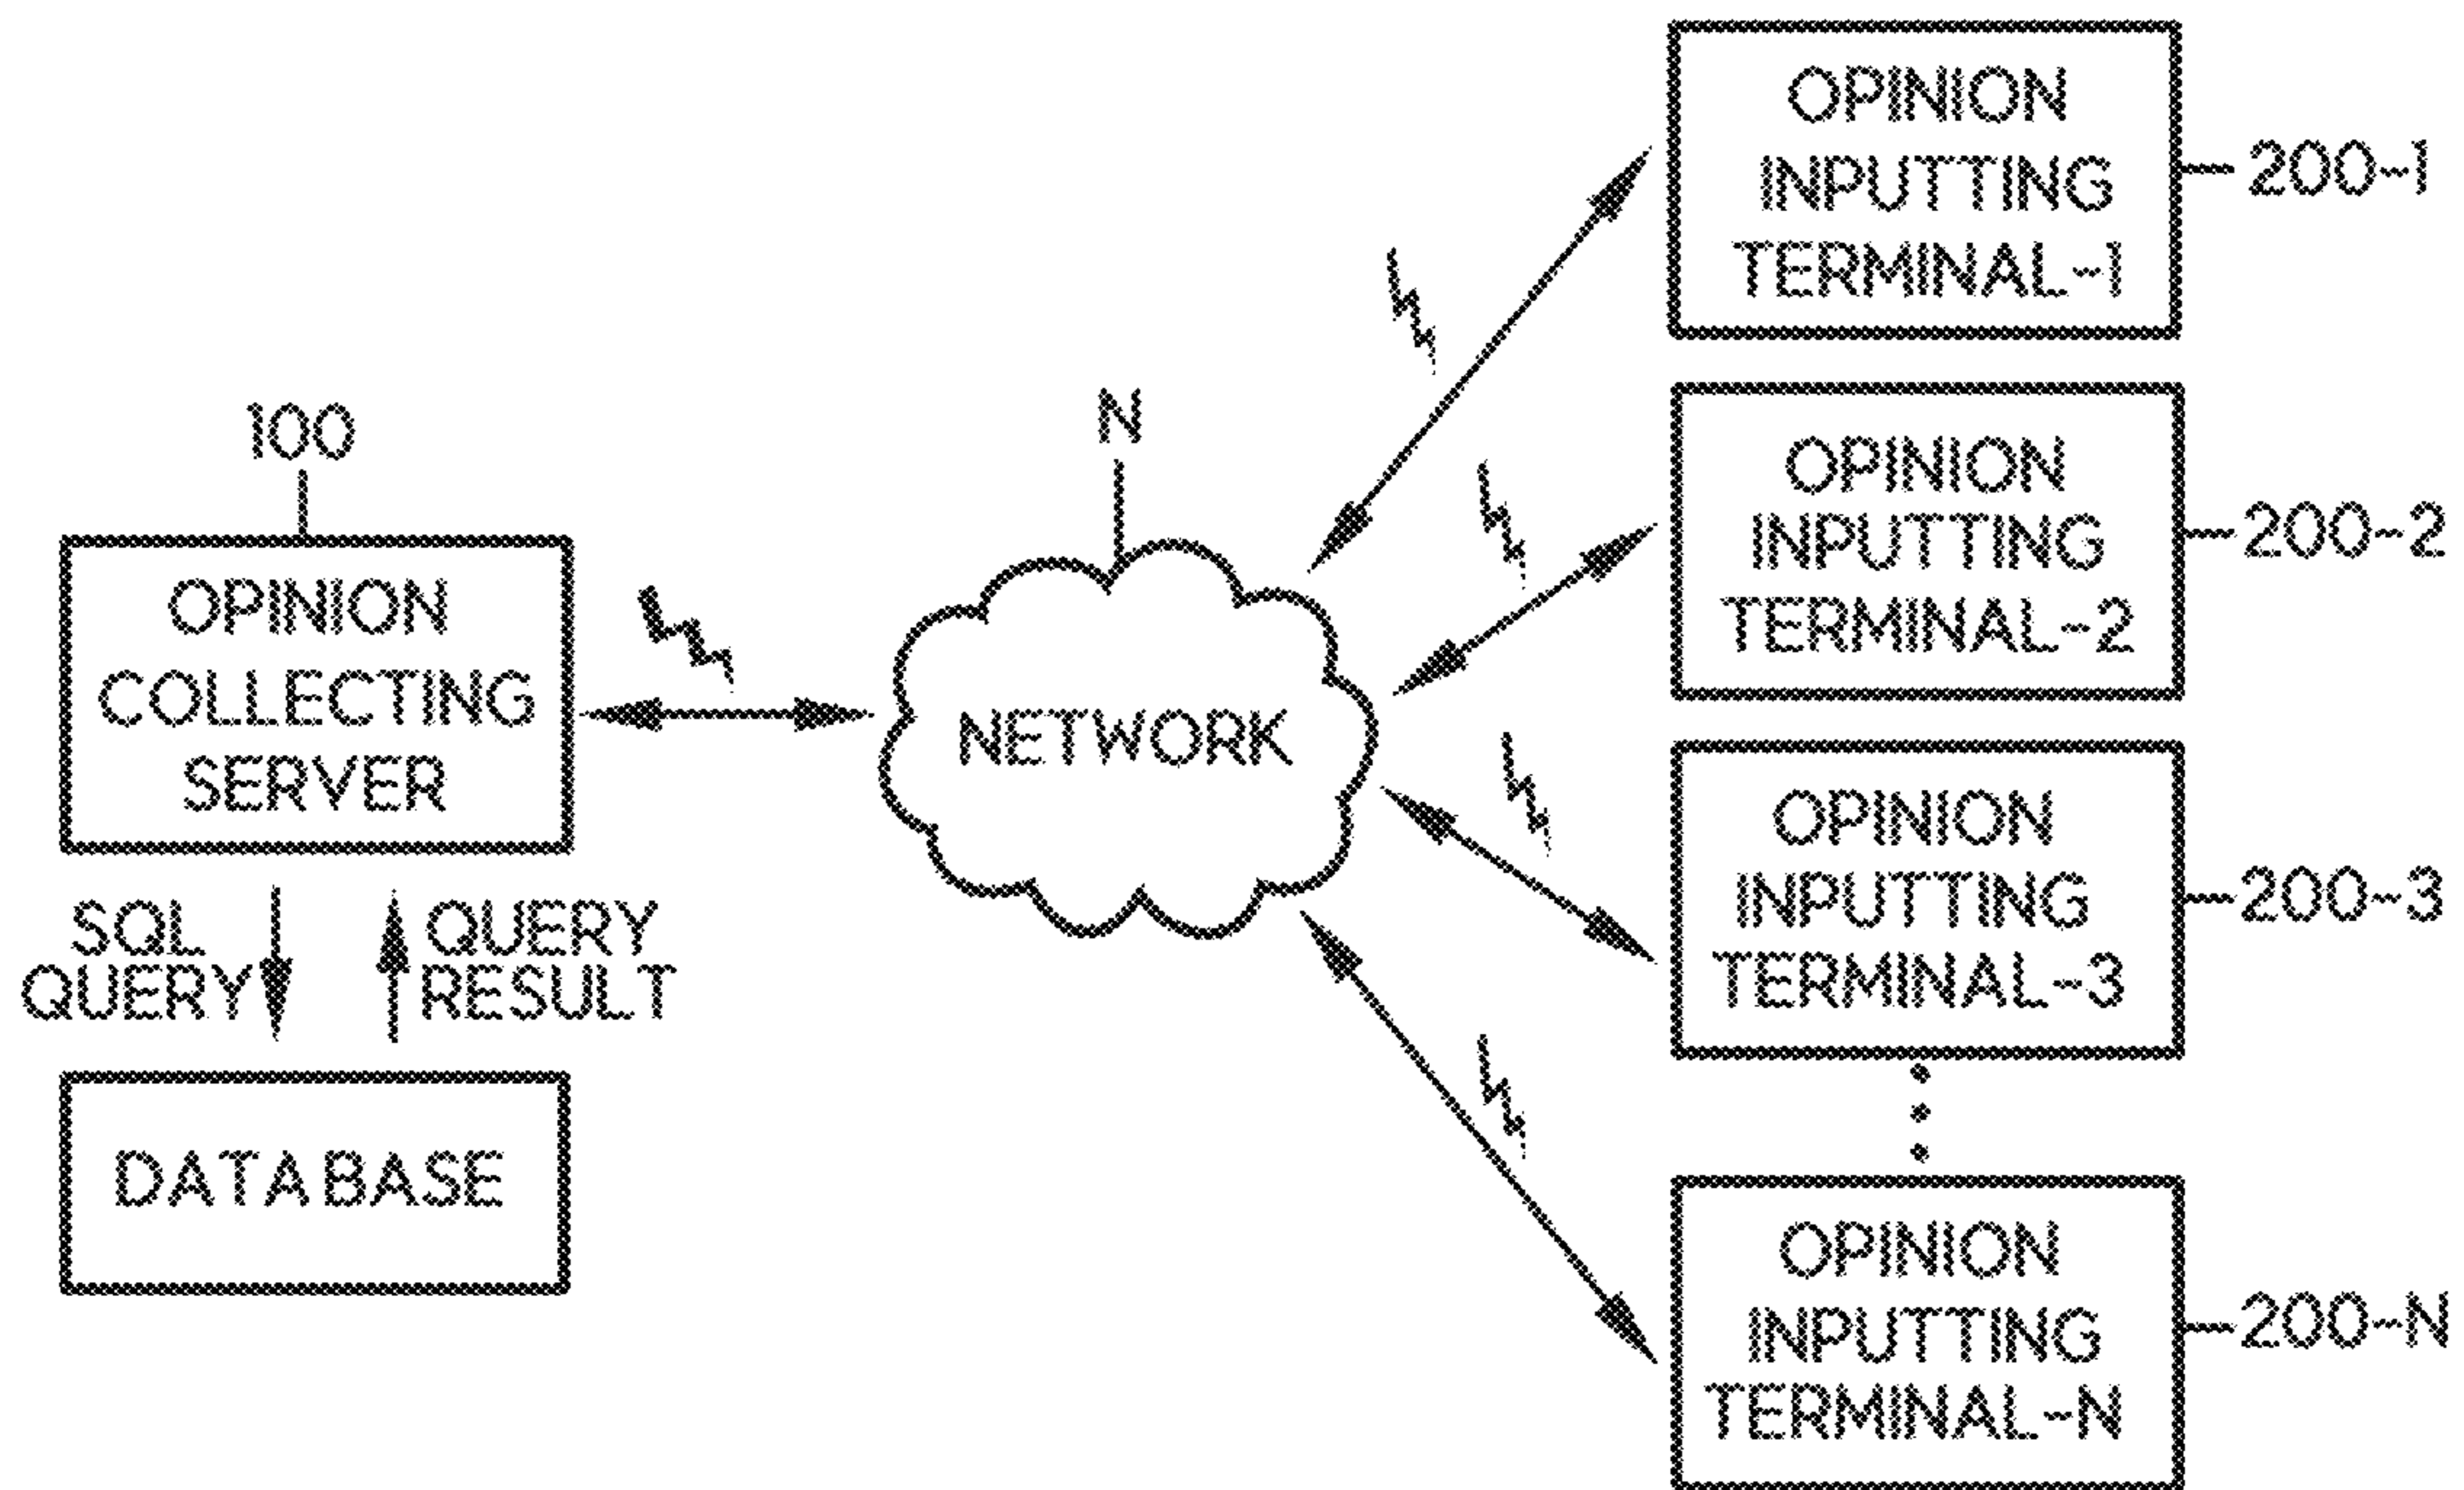 100
OPINION
COLLECTING
SERVER
SQL
QUERY
QUERY
RESULT
DATABASE
N
NETWORK
OPINION
INPUTTING
TERMINAL-1
200-1
OPINION
INPUTTING
TERMINAL-2
200-2
OPINION
INPUTTING
TERMINAL-3
200-3
OPINION
INPUTTING
TERMINAL-N
200-N